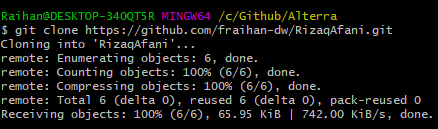 Raihan@DESKTOP-340QT5R MINGW64 /c/Github/Alterra
$ git clone https://github.com/fraihan-dw/RizaqAfani.git
Cloning into 'RizaqAfani'...
remote: Enumerating objects: 6, done.
remote: Counting objects: 100% (6/6), done.
remote: Compressing objects: 100% (6/6), done.
remote: Total 6 (delta 0), reused 6 (delta 0), pack-reused 0
Receiving objects: 100% (6/6), 65.95 KiB | 742.00 KiB/s, done.